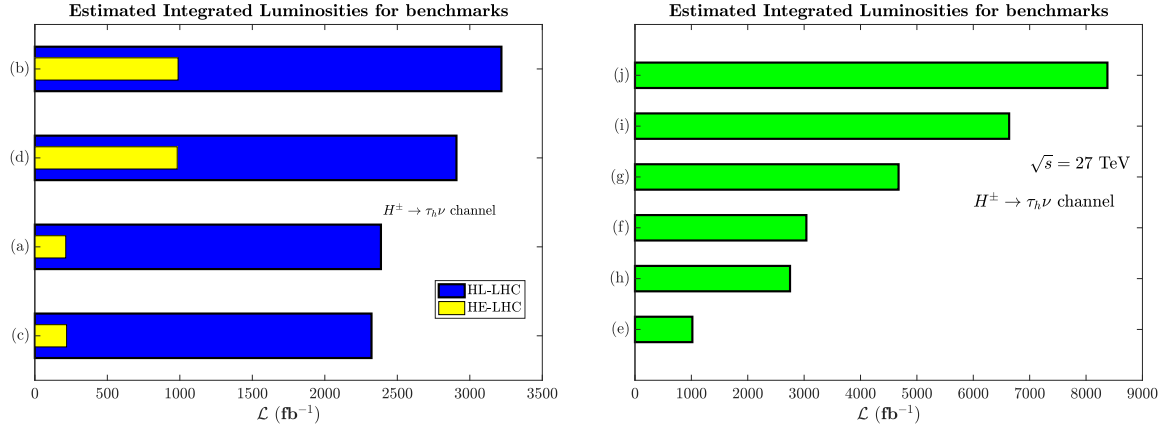 Estimated Integrated Luminosities for benchmarks
(b)
(d)
(a)
(c)
H± → τₕν channel
HL-LHC
HE-LHC
0 500 1000 1500 2000 2500 3000 3500
ℒ (fb⁻¹)
Estimated Integrated Luminosities for benchmarks
(j)
(i)
(g)
(f)
(h)
(e)
√s = 27 TeV
H± → τₕν channel
0 1000 2000 3000 4000 5000 6000 7000 8000 9000
ℒ (fb⁻¹)